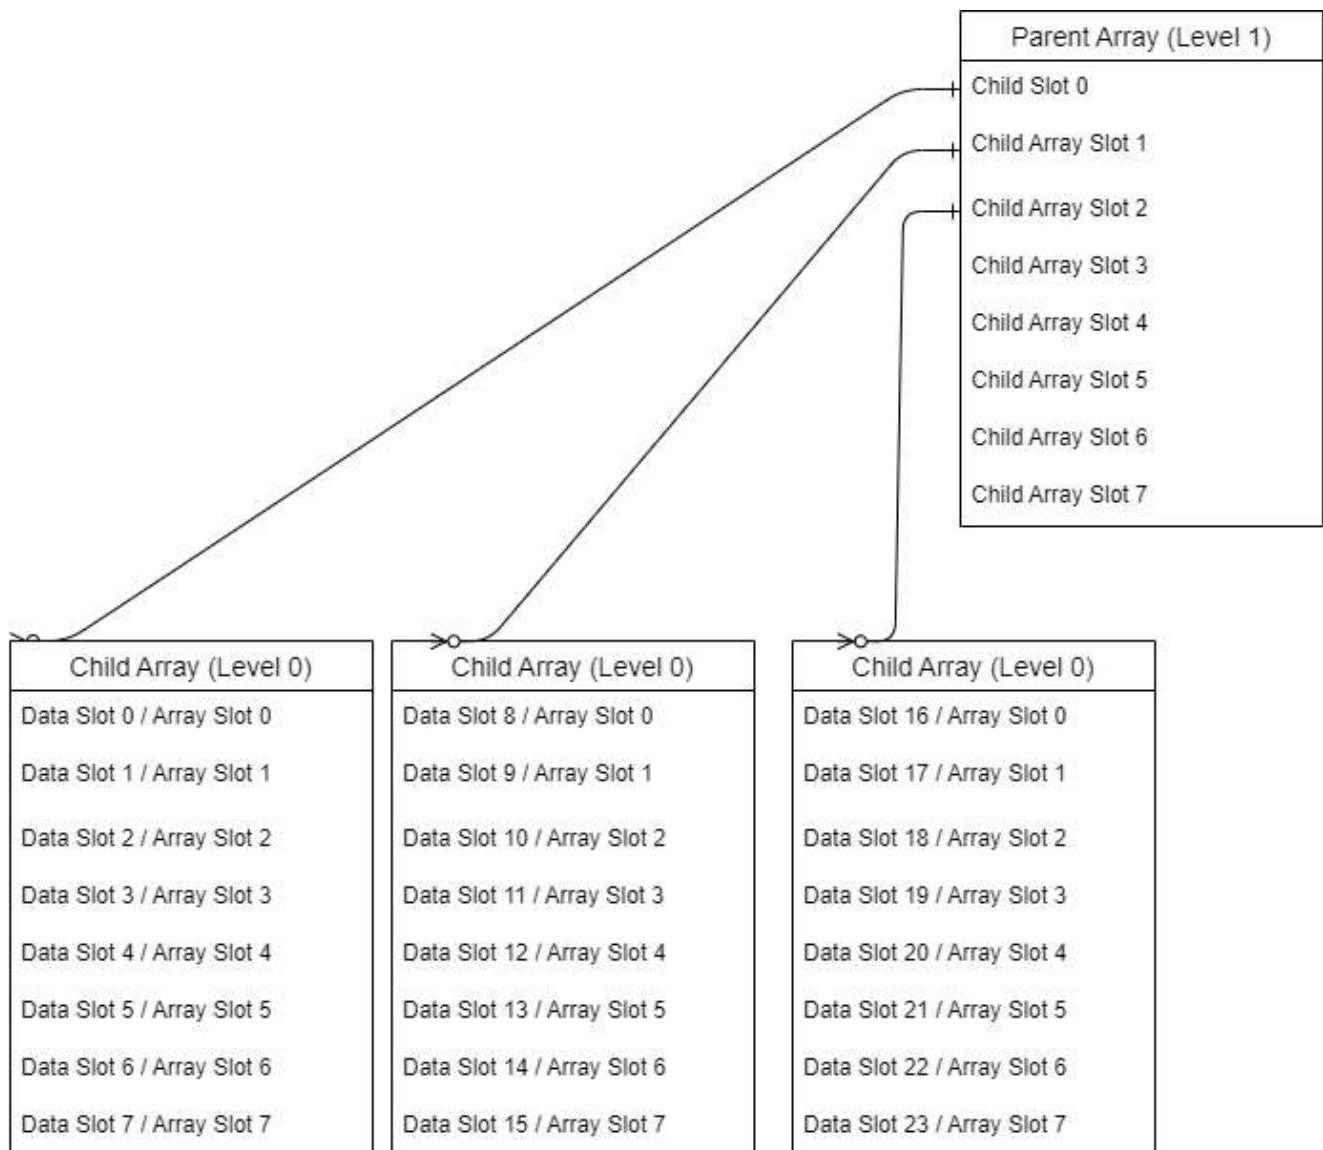 Parent Array (Level 1)
Child Slot 0
Child Array Slot 1
Child Array Slot 2
Child Array Slot 3
Child Array Slot 4
Child Array Slot 5
Child Array Slot 6
Child Array Slot 7
Child Array (Level 0)
Data Slot 0 / Array Slot 0
Data Slot 1 / Array Slot 1
Data Slot 2 / Array Slot 2
Data Slot 3 / Array Slot 3
Data Slot 4 / Array Slot 4
Data Slot 5 / Array Slot 5
Data Slot 6 / Array Slot 6
Data Slot 7 / Array Slot 7
Child Array (Level 0)
Data Slot 8 / Array Slot 0
Data Slot 9 / Array Slot 1
Data Slot 10 / Array Slot 2
Data Slot 11 / Array Slot 3
Data Slot 12 / Array Slot 4
Data Slot 13 / Array Slot 5
Data Slot 14 / Array Slot 6
Data Slot 15 / Array Slot 7
Child Array (Level 0)
Data Slot 16 / Array Slot 0
Data Slot 17 / Array Slot 1
Data Slot 18 / Array Slot 2
Data Slot 19 / Array Slot 3
Data Slot 20 / Array Slot 4
Data Slot 21 / Array Slot 5
Data Slot 22 / Array Slot 6
Data Slot 23 / Array Slot 7